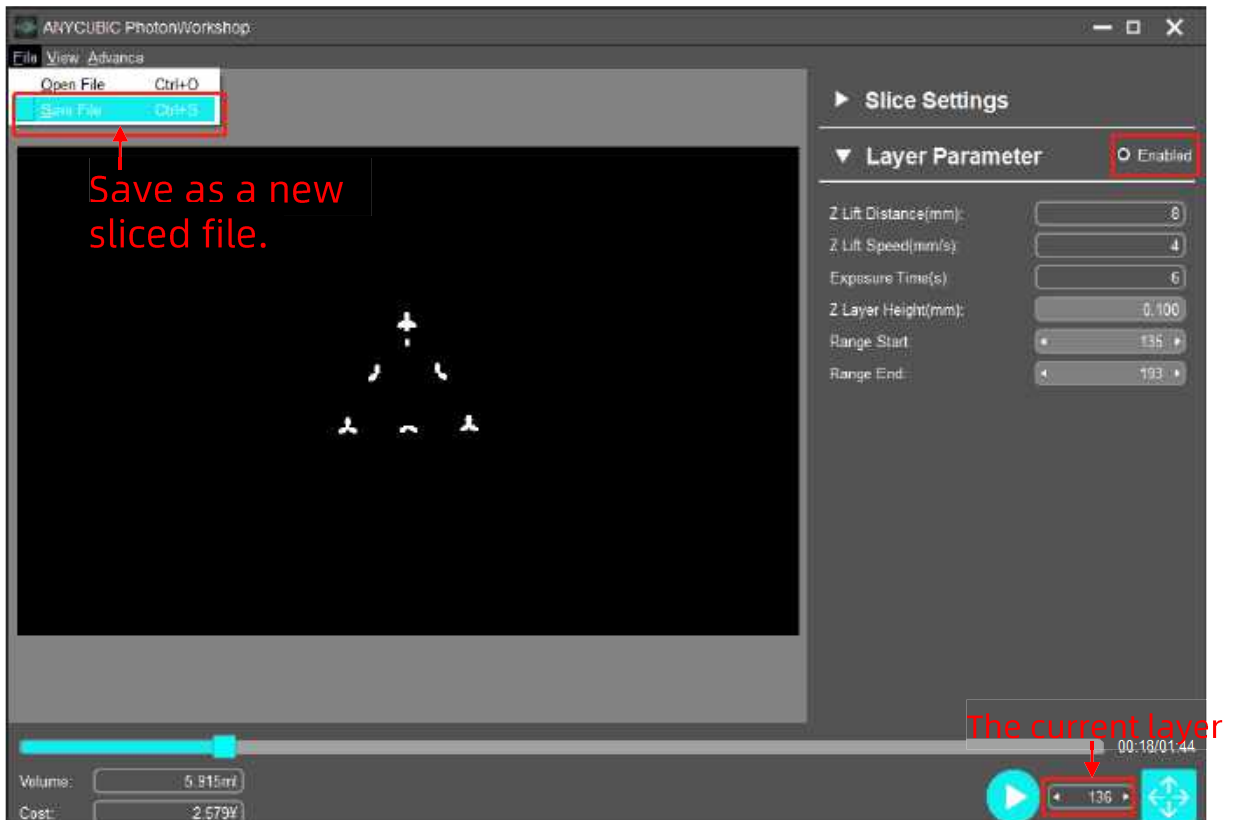 ANYCUBIC PhotonWorkshop
File View Advance
Open File Ctrl+O
Save File Ctrl+S
Save as a new
sliced file.
Slice Settings
Layer Parameter Enabled
Z Lift Distance(mm): 8
Z Lift Speed(mm/s) 4
Exposure Time(s) 6
Z Layer Height(mm): 0.100
Range Start 136
Range End: 193
The current layer
00:18/01:44
Volume: 5.915ml
136
Cost: 2.579¥